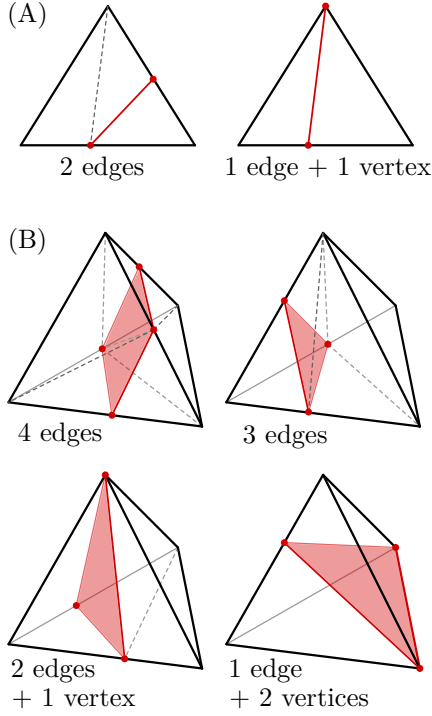 (A)
2 edges
1 edge + 1 vertex
(B)
4 edges
3 edges
2 edges
+ 1 vertex
1 edge
+ 2 vertices